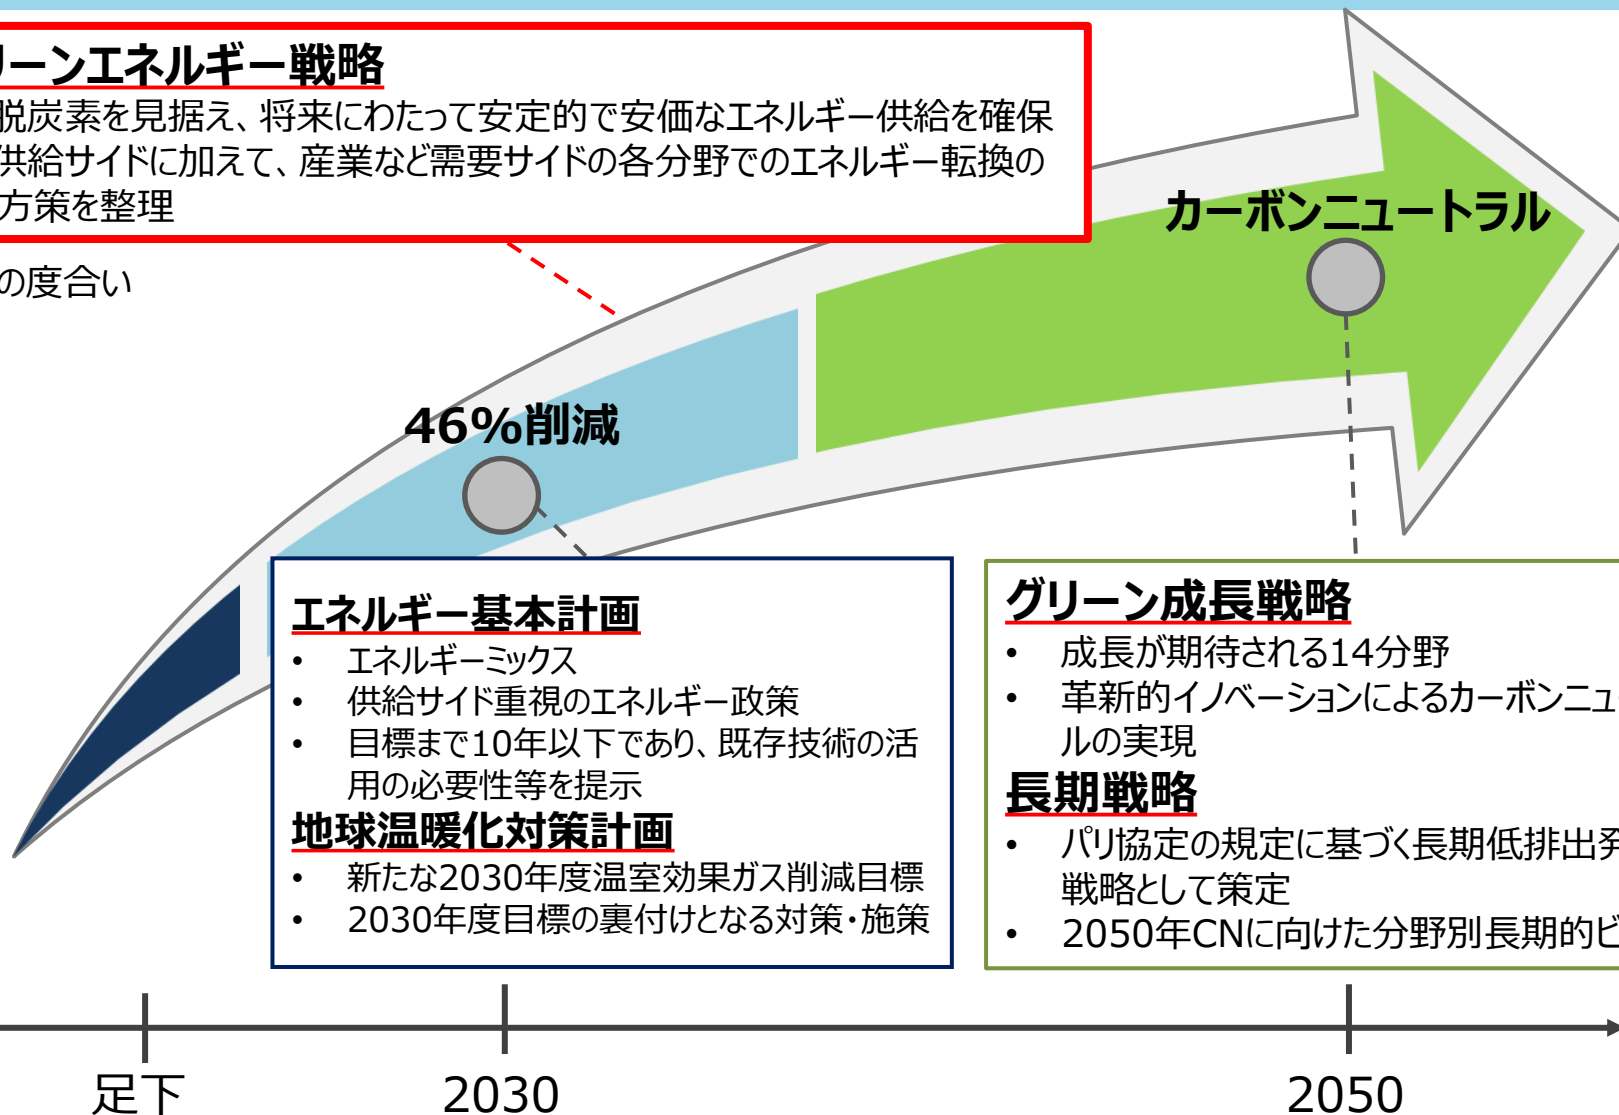 リーンエネルギー戦略
脱炭素を見据え、将来にわたって安定的で安価なエネルギー供給を確保
供給サイドに加えて、産業など需要サイドの各分野でのエネルギー転換の
方策を整理
の度合い
カーボンニュートラル
46%削減
エネルギー基本計画
• エネルギーミックス
• 供給サイド重視のエネルギー政策
• 目標まで10年以下であり、既存技術の活
用の必要性等を提示
地球温暖化対策計画
• 新たな2030年度温室効果ガス削減目標
• 2030年度目標の裏付けとなる対策・施策
グリーン成長戦略
• 成長が期待される14分野
• 革新的イノベーションによるカーボンニュ
ルの実現
長期戦略
• パリ協定の規定に基づく長期低排出発
戦略として策定
• 2050年CNに向けた分野別長期的ビ
足下
2030
2050